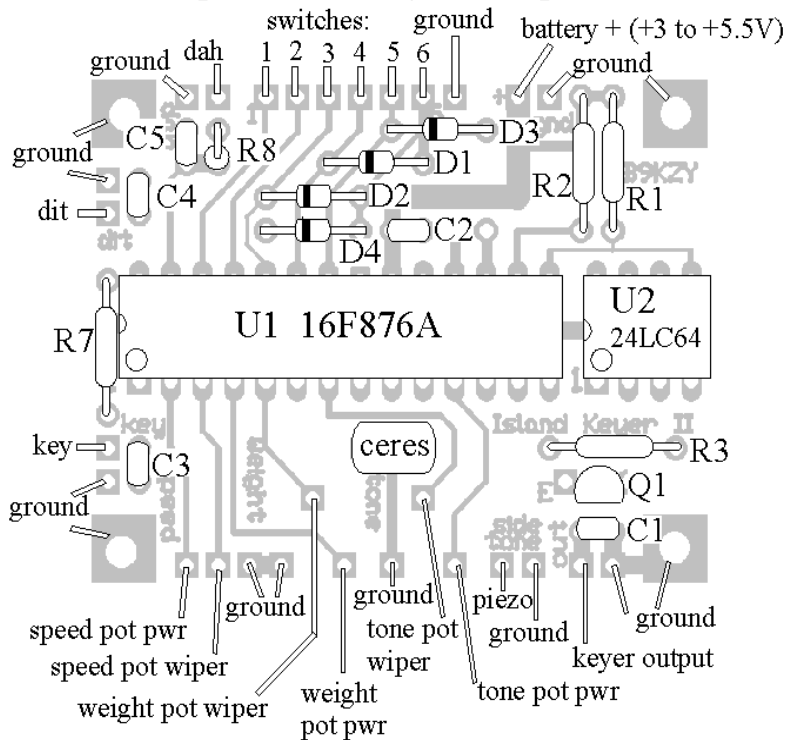 switches:
ground
battery + (+3 to +5.5V)
ground
dah
1 2 3 4 5 6
ground
C5
R8
D3
D1
R2
R1
ground
C4
D2
D4
C2
dit
dit
U1 16F876A
U2
24LC64
R7
1
key
Island Keyer II
key
C3
ceres
R3
Q1
C1
ground
speed
weight
tone
side
tone
out
ground
ground
piezo
ground
ground
speed pot pwr
tone pot
wiper
keyer output
speed pot wiper
weight pot wiper
weight
pot pwr
tone pot pwr